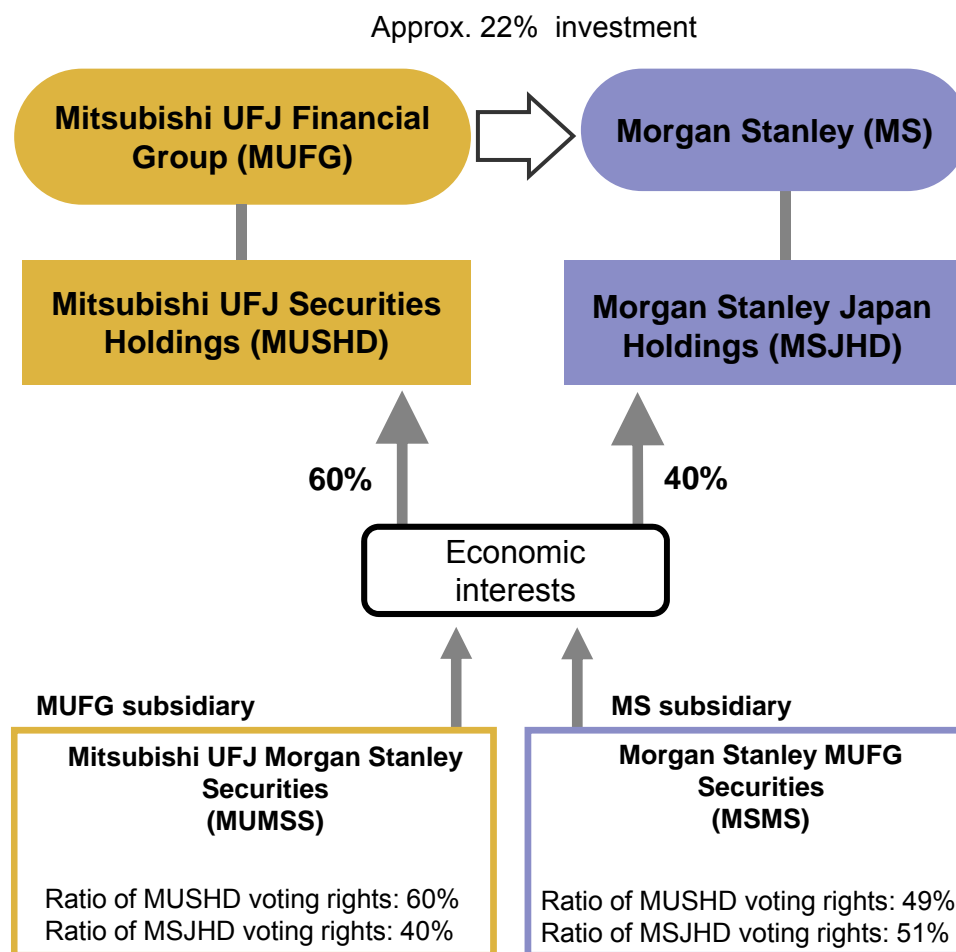 Approx. 22% investment
Mitsubishi UFJ Financial
Group (MUFG)
Morgan Stanley (MS)
Mitsubishi UFJ Securities
Holdings (MUSHD)
Morgan Stanley Japan
Holdings (MSJHD)
60%
40%
Economic
interests
MUFG subsidiary
MS subsidiary
Mitsubishi UFJ Morgan Stanley
Securities
(MUMSS)
Ratio of MUSHD voting rights: 60%
Ratio of MSJHD voting rights: 40%
Morgan Stanley MUFG
Securities
(MSMS)
Ratio of MUSHD voting rights: 49%
Ratio of MSJHD voting rights: 51%